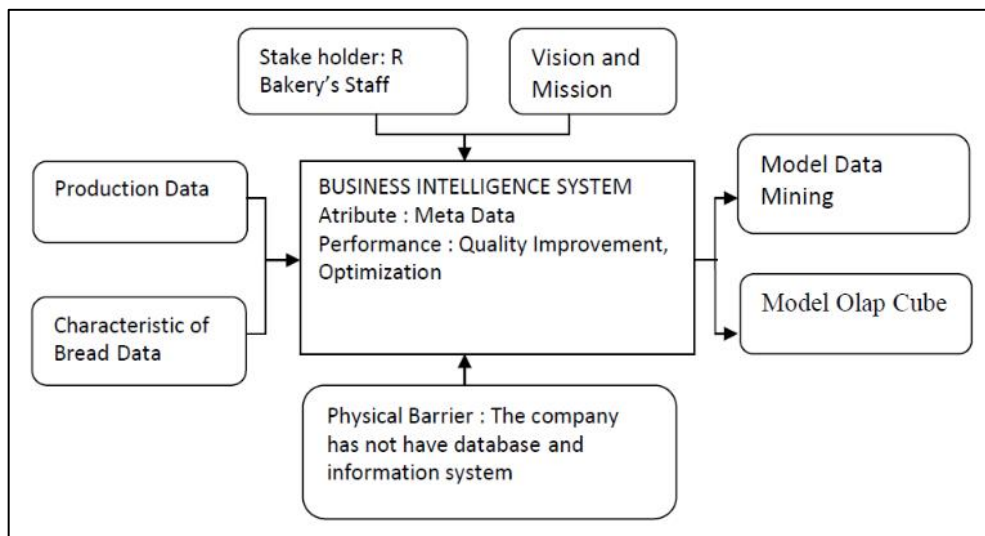 Stake holder: R
Bakery's Staff
Vision and
Mission
Production Data
Characteristic of
Bread Data
BUSINESS INTELLIGENCE SYSTEM
Atribute : Meta Data
Performance : Quality Improvement,
Optimization
Model Data
Mining
Model Olap Cube
Physical Barrier : The company
has not have database and
information system